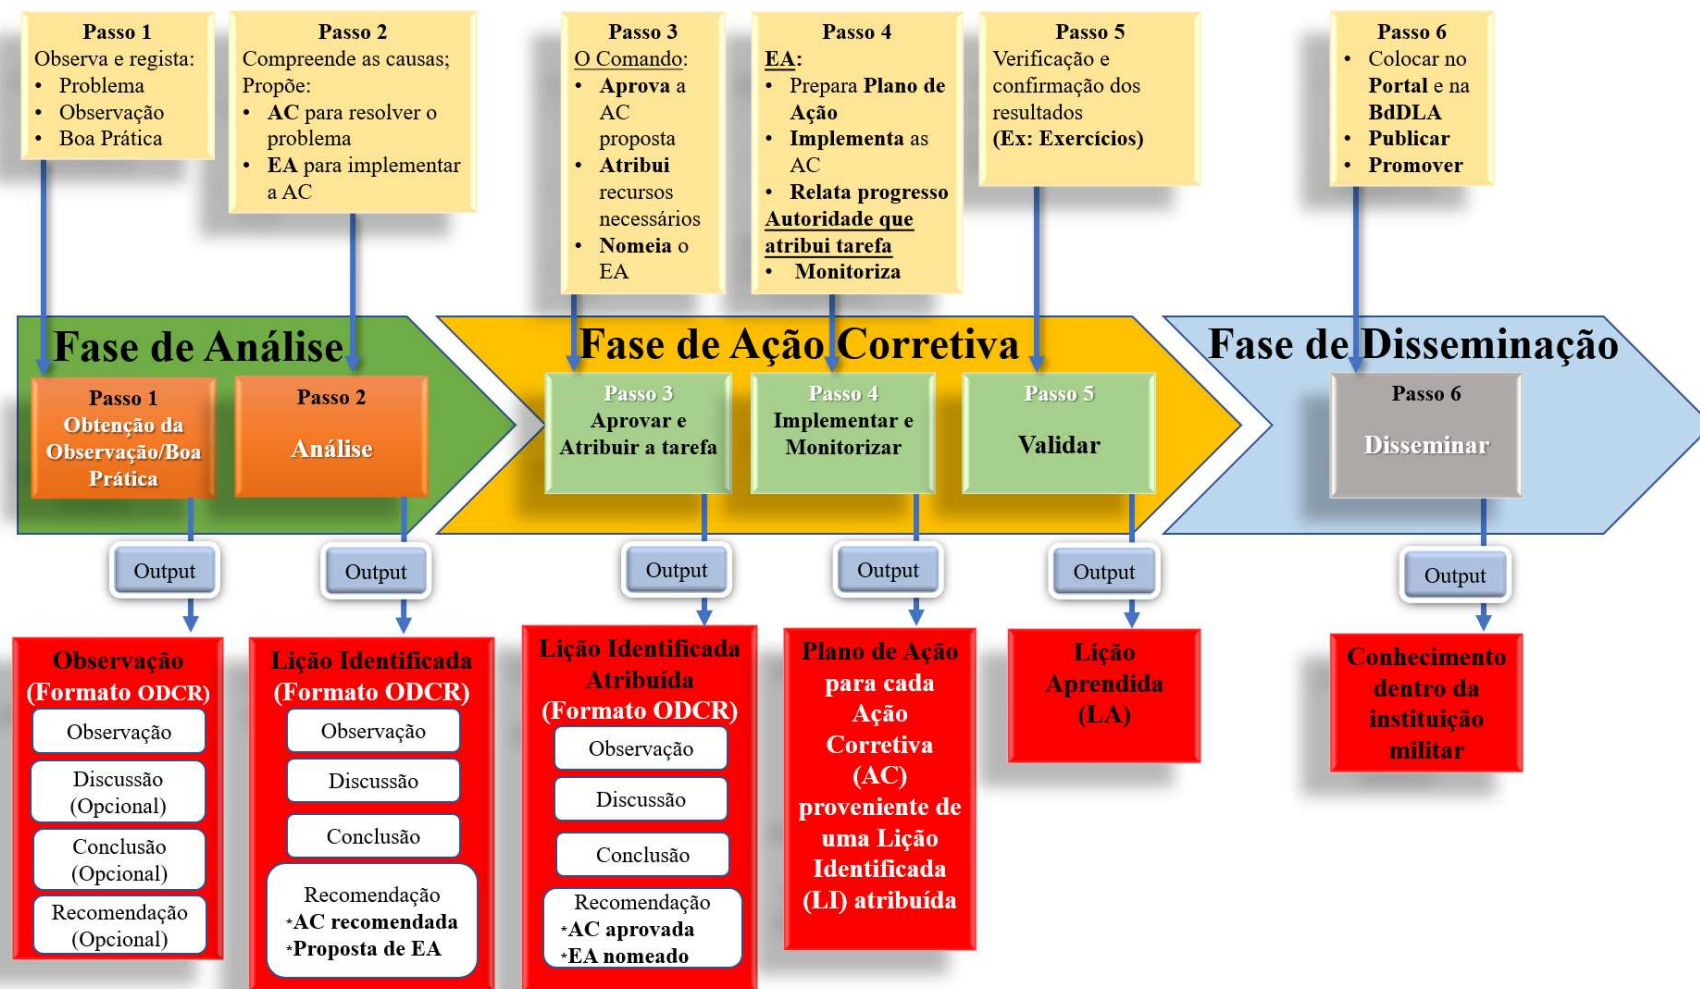 Passo 1
Observa e regista:
• Problema
• Observação
• Boa Prática
Passo 2
Compreende as causas;
Propõe:
• AC para resolver o
problema
• EA para implementar
a AC
Passo 3
O Comando:
• Aprova a
AC
proposta
• Atribui
recursos
necessários
• Nomeia o
EA
Passo 4
EA:
• Prepara Plano de
Ação
• Implementa as
AC
• Relata progresso
Autoridade que
atribui tarefa
• Monitoriza
Passo 5
Verificação e
confirmação dos
resultados
(Ex: Exercícios)
Passo 6
• Colocar no
Portal e na
BdDLA
• Publicar
• Promover
Fase de Análise
Fase de Ação Corretiva
Fase de Disseminação
Passo 1
Obtenção da
Observação/Boa
Prática
Passo 2
Análise
Passo 3
Aprovar e
Atribuir a tarefa
Passo 4
Implementar e
Monitorizar
Passo 5
Validar
Passo 6
Disseminar
Output
Output
Output
Output
Output
Output
Observação
(Formato ODCR)
Observação
Discussão
(Opcional)
Conclusão
(Opcional)
Recomendação
(Opcional)
Lição Identificada
(Formato ODCR)
Observação
Discussão
Conclusão
Recomendação
*AC recomendada
*Proposta de EA
Lição Identificada
Atribuída
(Formato ODCR)
Observação
Discussão
Conclusão
Recomendação
*AC aprovada
*EA nomeado
Plano de Ação
para cada
Ação
Corretiva
(AC)
proveniente de
uma Lição
Identificada
(LI) atribuída
Lição
Aprendida
(LA)
Conhecimento
dentro da
instituição
militar